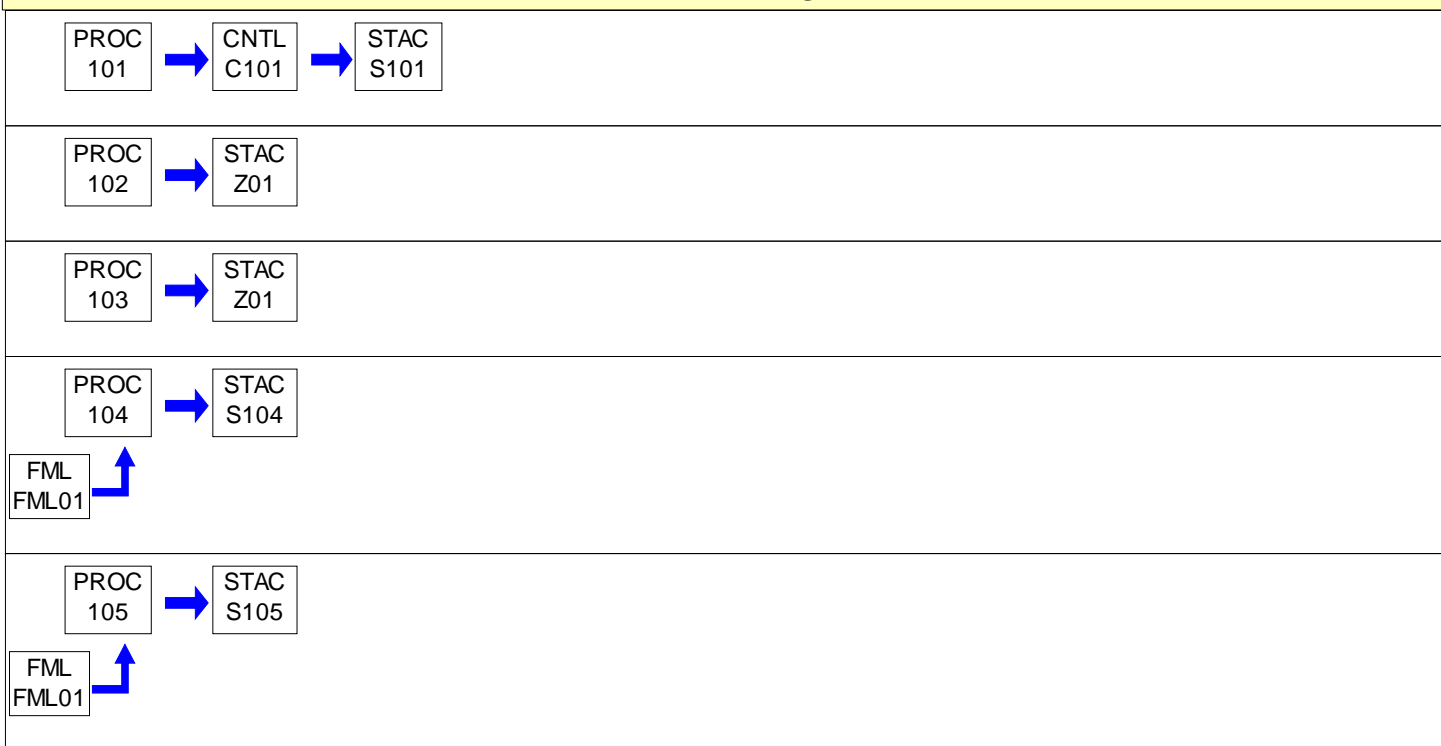 PROC
101
CNTL
C101
STAC
S101
PROC
102
STAC
Z01
PROC
103
STAC
Z01
PROC
104
STAC
S104
FML
FML01
PROC
105
STAC
S105
FML
FML01